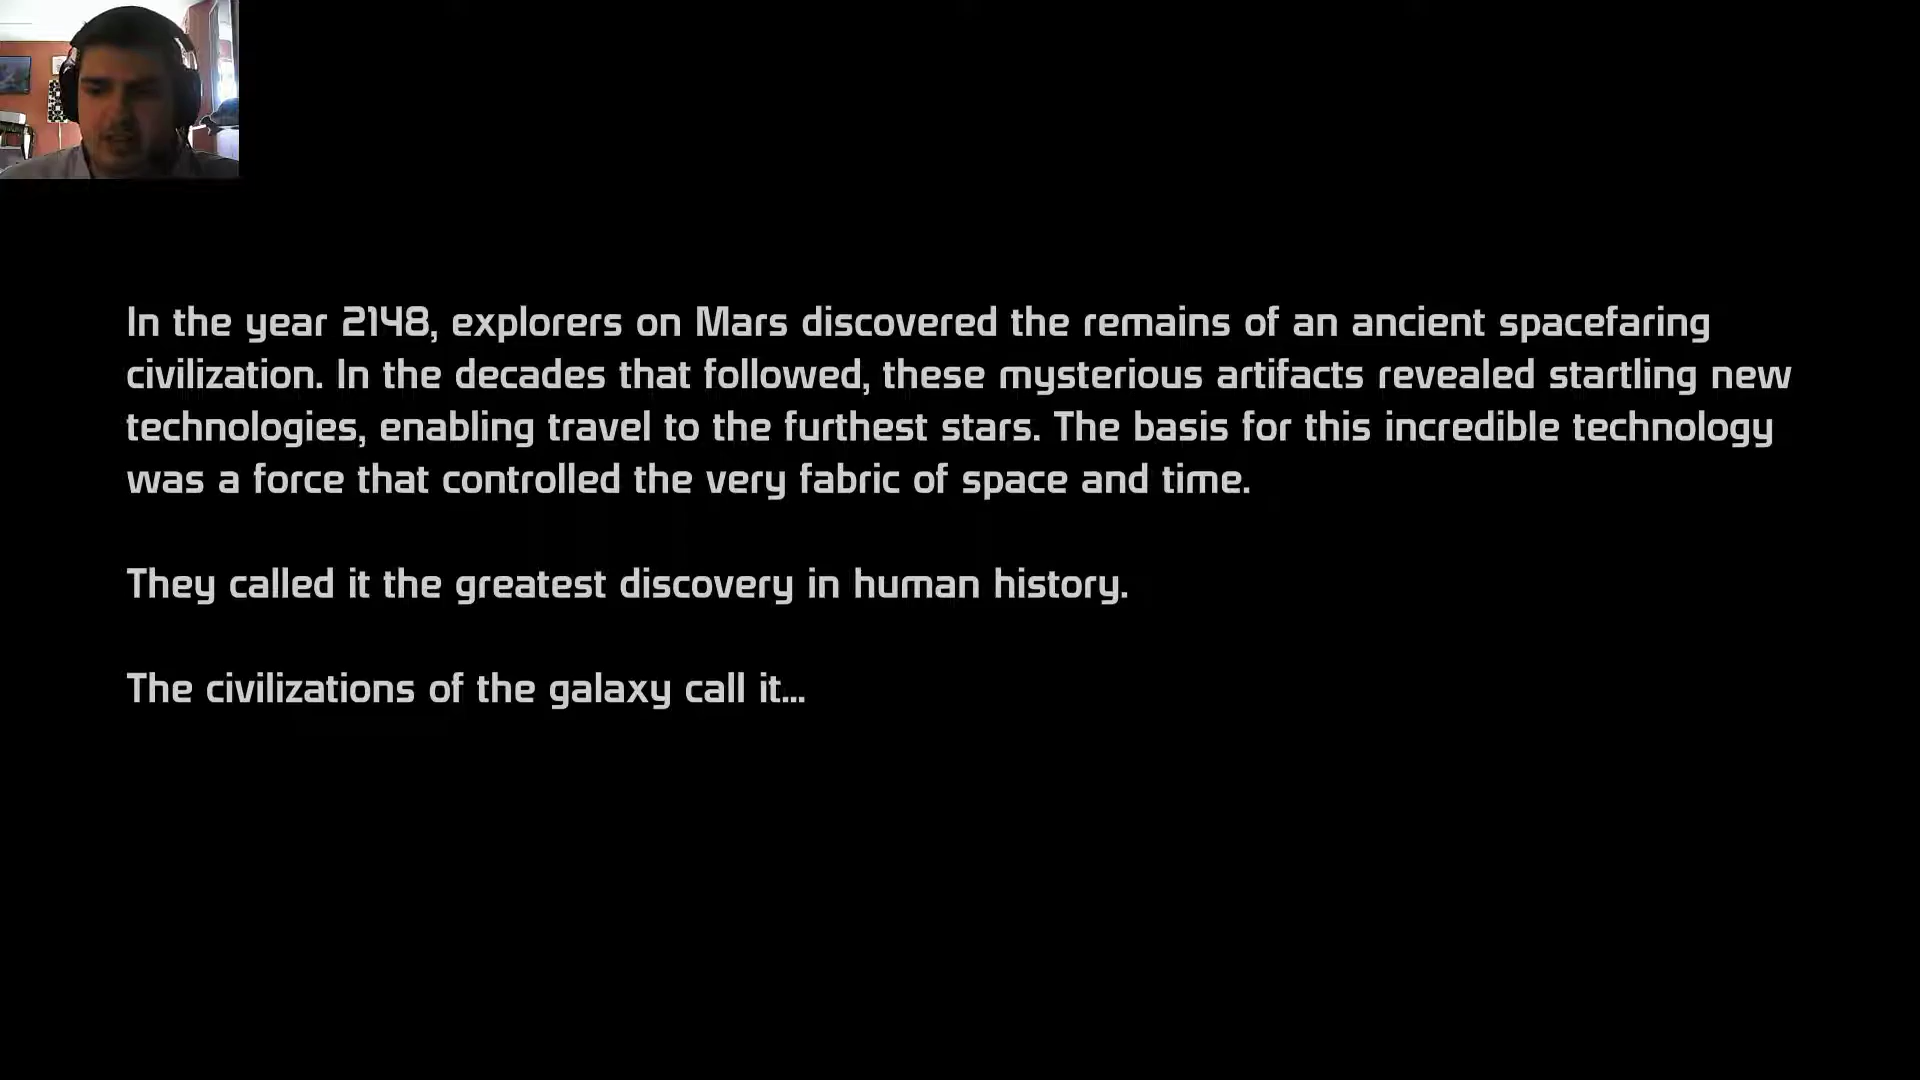 In the year 2148, explorers on Mars discovered the remains of an ancient spacefaring
civilization. In the decades that followed, these mysterious artifacts revealed startling new
technologies, enabling travel to the furthest stars. The basis for this incredible technology
was a force that controlled the very fabric of space and time.
They called it the greatest discovery in human history.
The civilizations of the galaxy call it...